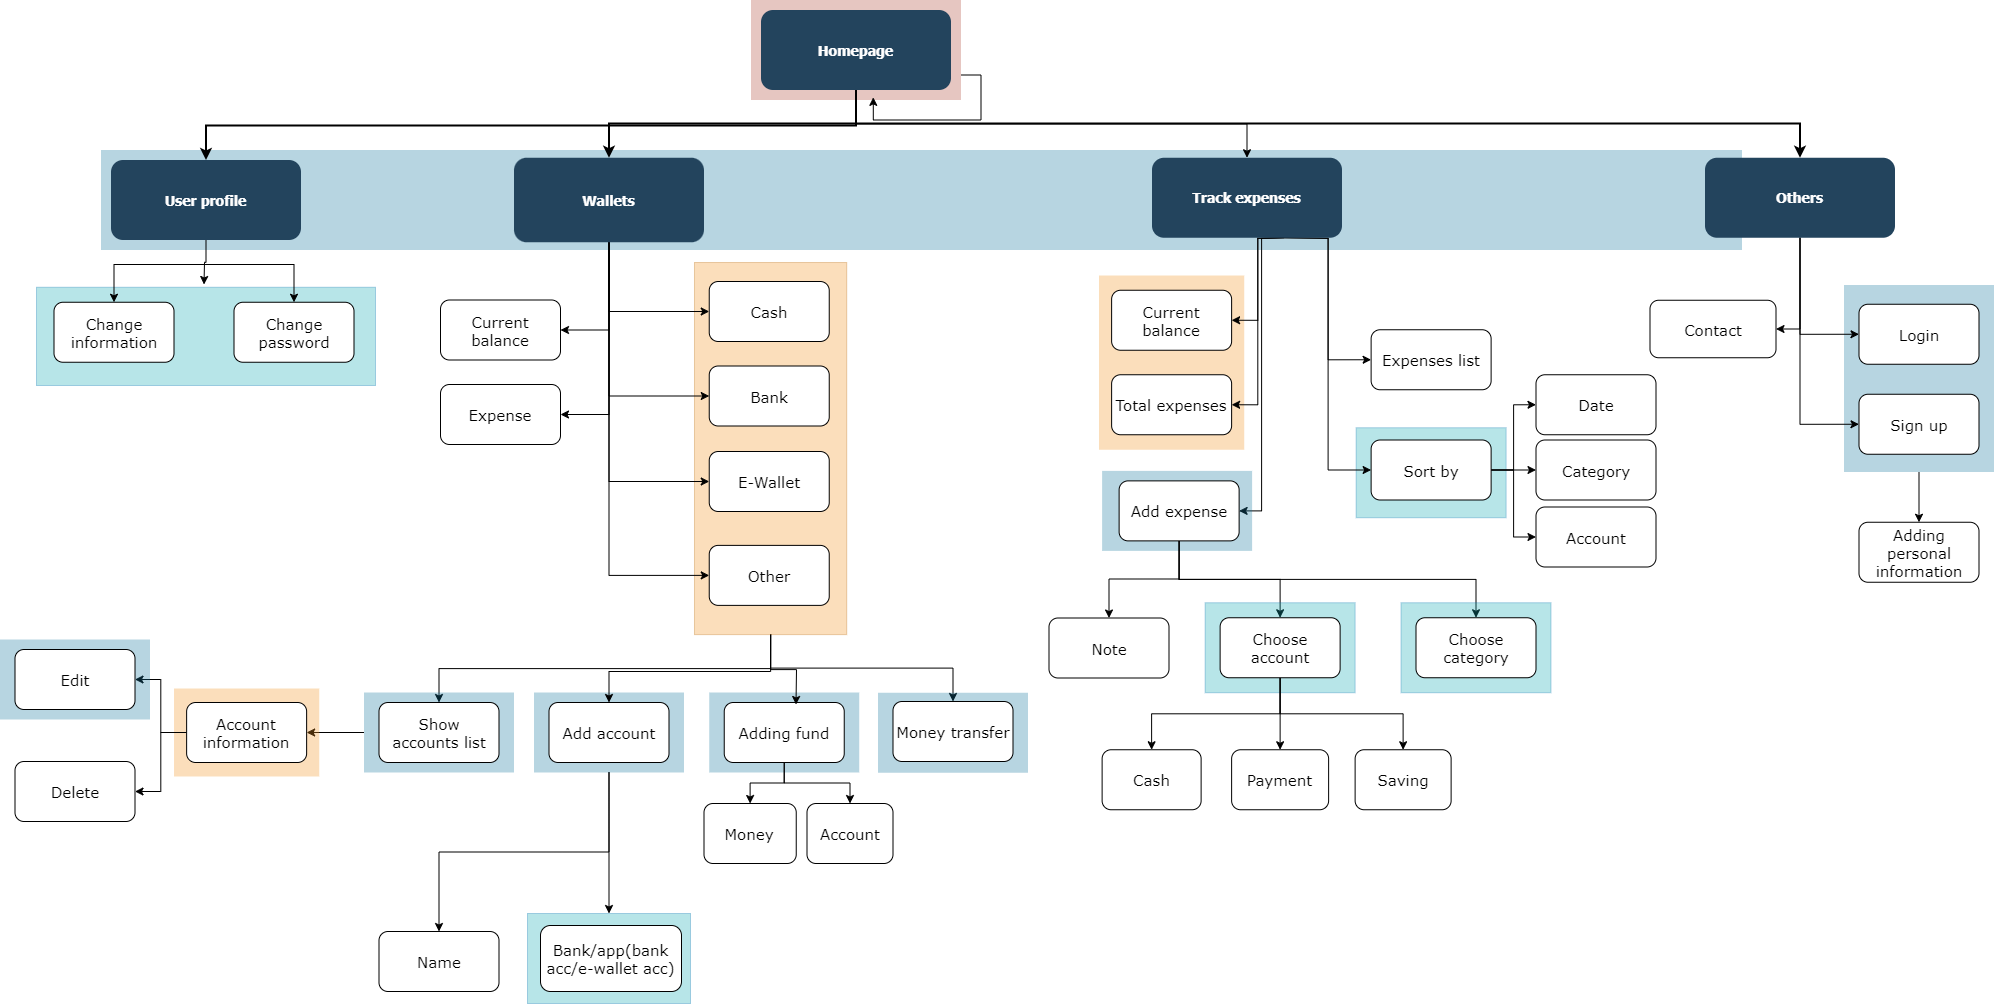 Homepage
User profile
Wallets
Track expenses
Others
Change
information
Change
password
Current
balance
Expense
Cash
Bank
E-Wallet
Other
Current
balance
Total expenses
Expenses list
Sort by
Date
Category
Account
Contact
Login
Sign up
Adding
personal
information
Add expense
Note
Choose
account
Choose
category
Cash
Payment
Saving
Edit
Delete
Account
information
Show
accounts list
Add account
Adding fund
Money transfer
Money
Account
Name
Bank/app(bank
acc/e-wallet acc)